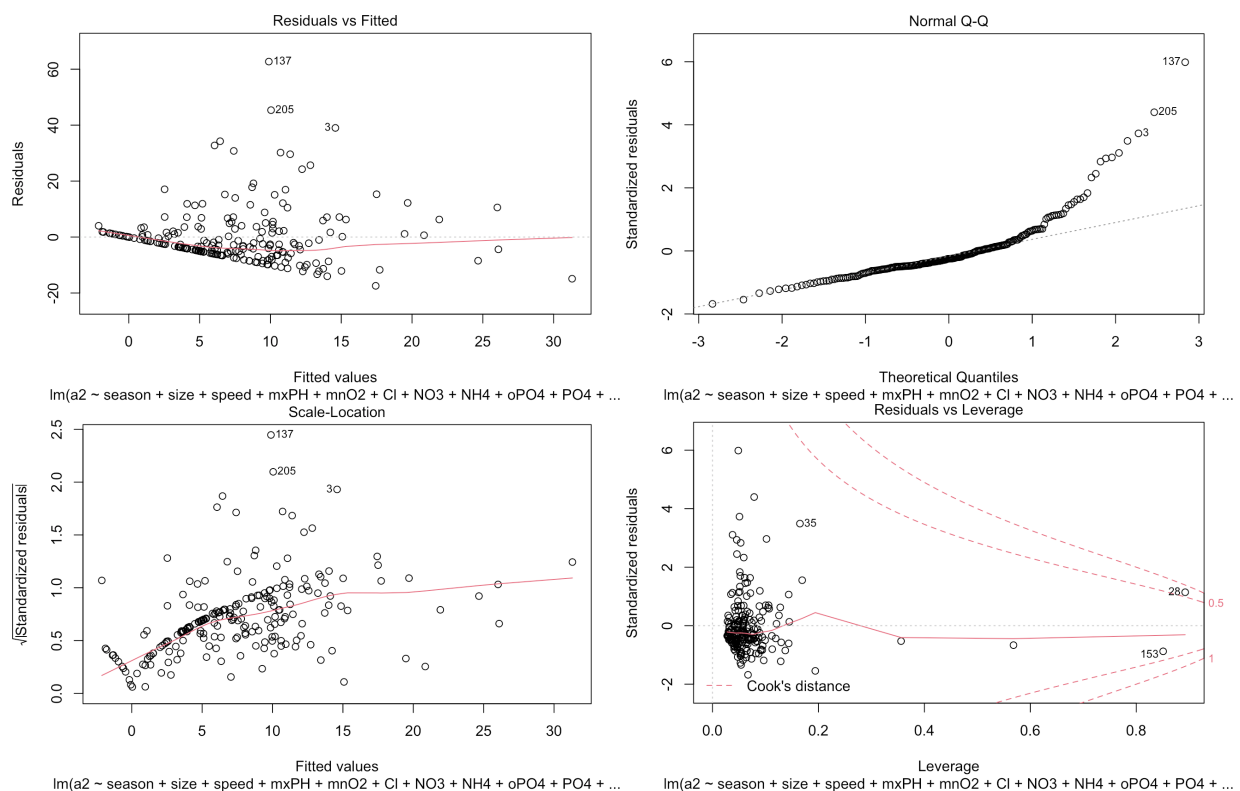 Residuals vs Fitted
Residuals
60
40
20
0
-20
137
205
3
0 5 10 15 20 25 30
Fitted values
lm(a2 ~ season + size + speed + mxPH + mnO2 + Cl + NO3 + NH4 + oPO4 + PO4 + ...
Normal Q-Q
Standardized residuals
6
4
2
0
-2
137
205
3
-3 -2 -1 0 1 2 3
Theoretical Quantiles
lm(a2 ~ season + size + speed + mxPH + mnO2 + Cl + NO3 + NH4 + oPO4 + PO4 + ...
Scale-Location
√|Standardized residuals|
2.5
2.0
1.5
1.0
0.5
0.0
137
205
3
0 5 10 15 20 25 30
Fitted values
lm(a2 ~ season + size + speed + mxPH + mnO2 + Cl + NO3 + NH4 + oPO4 + PO4 + ...
Residuals vs Leverage
Standardized residuals
6
4
2
0
-2
35
28
0.5
153
1
Cook's distance
0.0 0.2 0.4 0.6 0.8
Leverage
lm(a2 ~ season + size + speed + mxPH + mnO2 + Cl + NO3 + NH4 + oPO4 + PO4 + ...